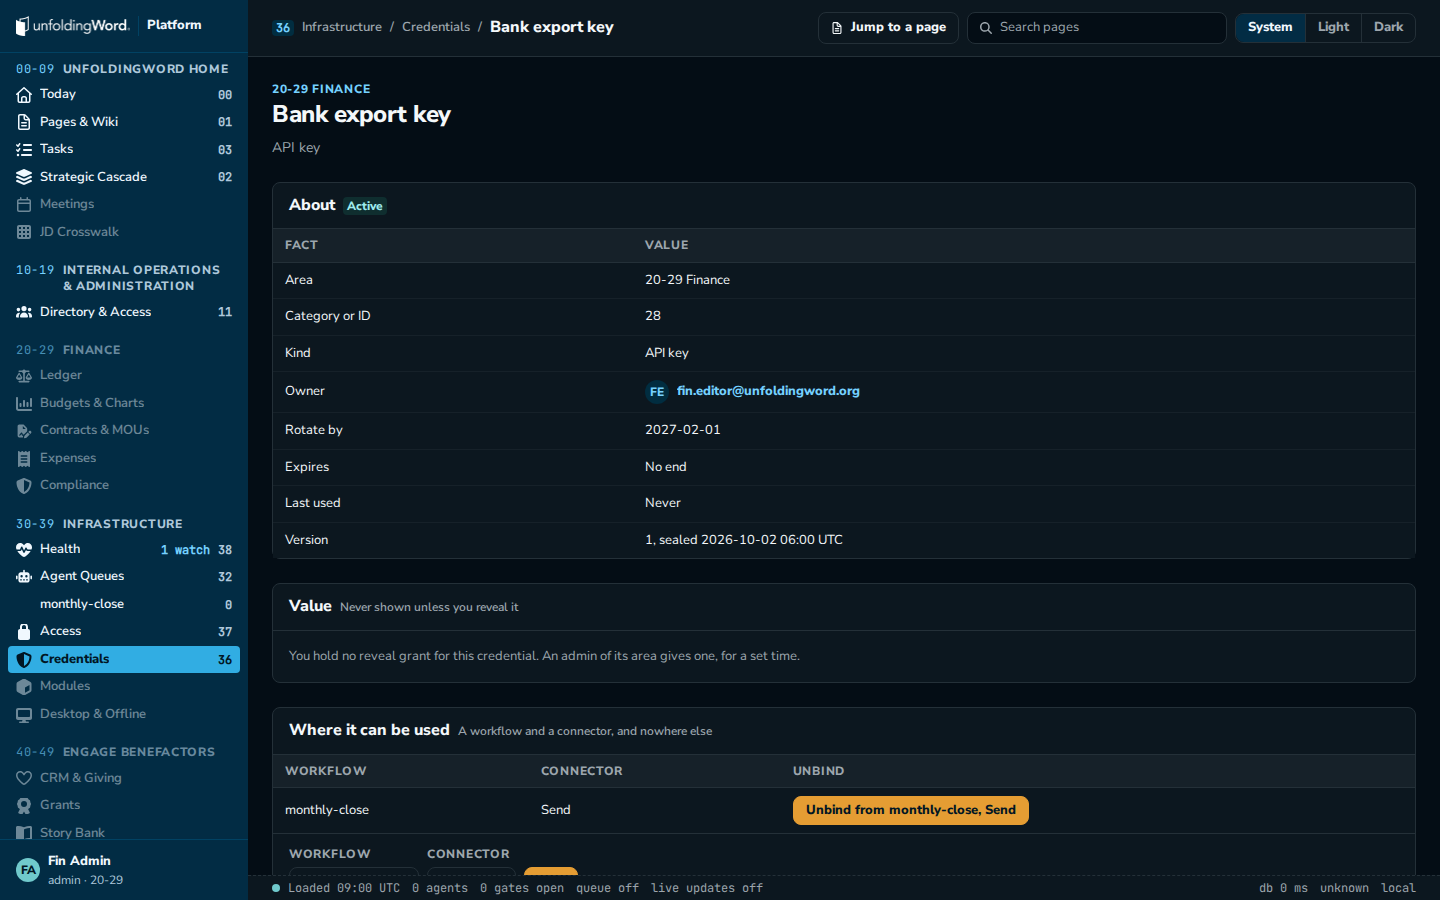 unfoldingWord. Platform
00-09 UNFOLDINGWORD HOME
Today 00
Pages & Wiki 01
Tasks 03
Strategic Cascade 02
Meetings
JD Crosswalk
10-19 INTERNAL OPERATIONS
& ADMINISTRATION
Directory & Access 11
20-29 FINANCE
Ledger
Budgets & Charts
Contracts & MOUs
Expenses
Compliance
30-39 INFRASTRUCTURE
Health 1 watch 38
Agent Queues 32
monthly-close 0
Access 37
Credentials 36
Modules
Desktop & Offline
40-49 ENGAGE BENEFACTORS
CRM & Giving
Grants
Story Bank
FA Fin Admin
admin · 20-29
36 Infrastructure / Credentials / Bank export key
Jump to a page
Search pages
System Light Dark
20-29 FINANCE
Bank export key
API key
About Active
FACT VALUE
Area 20-29 Finance
Category or ID 28
Kind API key
Owner FE fin.editor@unfoldingword.org
Rotate by 2027-02-01
Expires No end
Last used Never
Version 1, sealed 2026-10-02 06:00 UTC
Value Never shown unless you reveal it
You hold no reveal grant for this credential. An admin of its area gives one, for a set time.
Where it can be used A workflow and a connector, and nowhere else
WORKFLOW CONNECTOR UNBIND
monthly-close Send Unbind from monthly-close, Send
WORKFLOW CONNECTOR
Loaded 09:00 UTC 0 agents 0 gates open queue off live updates off
db 0 ms unknown local